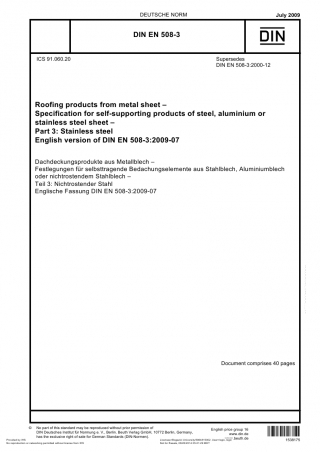 DEUTSCHE NORM
July 2009
DIN EN 508-3
DIN
ICS 91.060.20
Supersedes
DIN EN 508-3:2000-12
Roofing products from metal sheet –
Specification for self-supporting products of steel, aluminium or
stainless steel sheet –
Part 3: Stainless steel
English version of DIN EN 508-3:2009-07
Dachdeckungsprodukte aus Metallblech –
Festlegungen für selbsttragende Bedachungselemente aus Stahlblech, Aluminiumblech
oder nichtrostendem Stahlblech –
Teil 3: Nichtrostender Stahl
Englische Fassung DIN EN 508-3:2009-07
Document comprises 40 pages
© No part of this standard may be reproduced without prior permission of
DIN Deutsches Institut für Normung e. V., Berlin. Beuth Verlag GmbH, 10772 Berlin, Germany,
has the exclusive right of sale for German Standards (DIN-Normen).
English price group 16
www.din.de
beuth.de